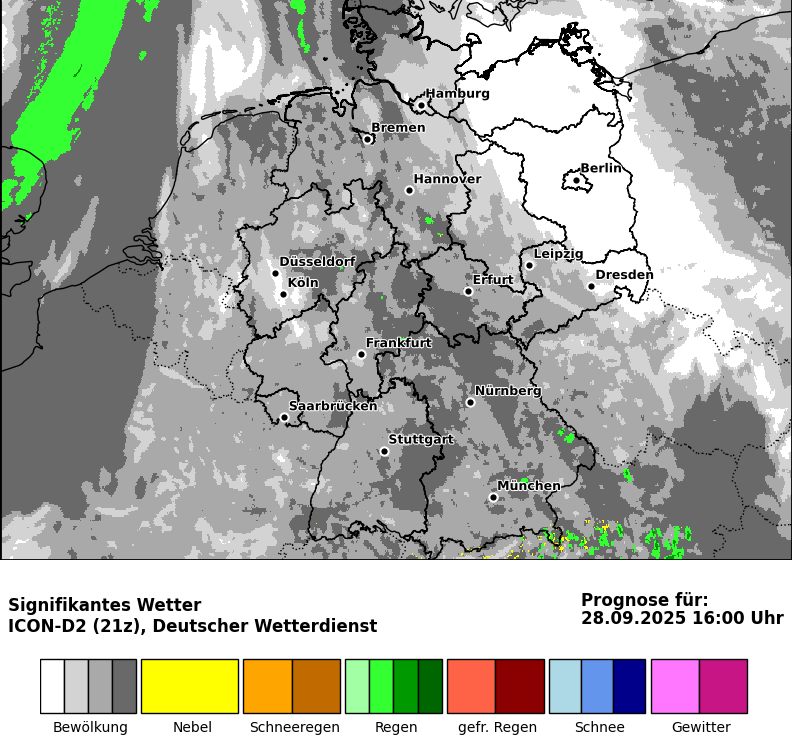 Hamburg
Bremen
Berlin
Hannover
Leipzig
Düsseldorf
Dresden
Köln
Erfurt
Frankfurt
Nürnberg
Saarbrücken
Stuttgart
München
Signifikantes Wetter
ICON-D2 (21z), Deutscher Wetterdienst
Prognose für:
28.09.2025 16:00 Uhr
Bewölkung
Nebel
Schneeregen
Regen
gefr. Regen
Schnee
Gewitter